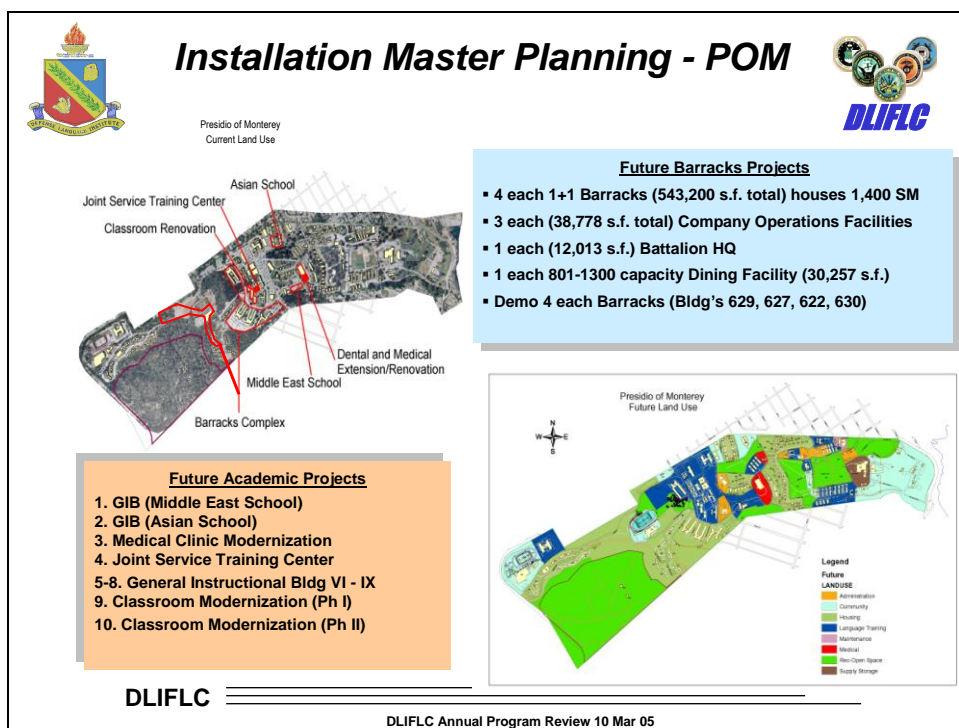 Installation Master Planning - POM
DEFENSE LANGUAGE INSTITUTE
DLIFLC
Presidio of Monterey
Current Land Use
Asian School
Joint Service Training Center
Classroom Renovation
Dental and Medical
Extension/Renovation
Middle East School
Barracks Complex
Future Barracks Projects
▪ 4 each 1+1 Barracks (543,200 s.f. total) houses 1,400 SM
▪ 3 each (38,778 s.f. total) Company Operations Facilities
▪ 1 each (12,013 s.f.) Battalion HQ
▪ 1 each 801-1300 capacity Dining Facility (30,257 s.f.)
▪ Demo 4 each Barracks (Bldg's 629, 627, 622, 630)
Future Academic Projects
1. GIB (Middle East School)
2. GIB (Asian School)
3. Medical Clinic Modernization
4. Joint Service Training Center
5-8. General Instructional Bldg VI - IX
9. Classroom Modernization (Ph I)
10. Classroom Modernization (Ph II)
Presidio of Monterey
Future Land Use
N
W E
S
Legend
Future
LANDUSE
Administration
Community
Housing
Language Training
Maintenance
Medical
Rec-Open Space
Supply Storage
DLIFLC
DLIFLC Annual Program Review 10 Mar 05